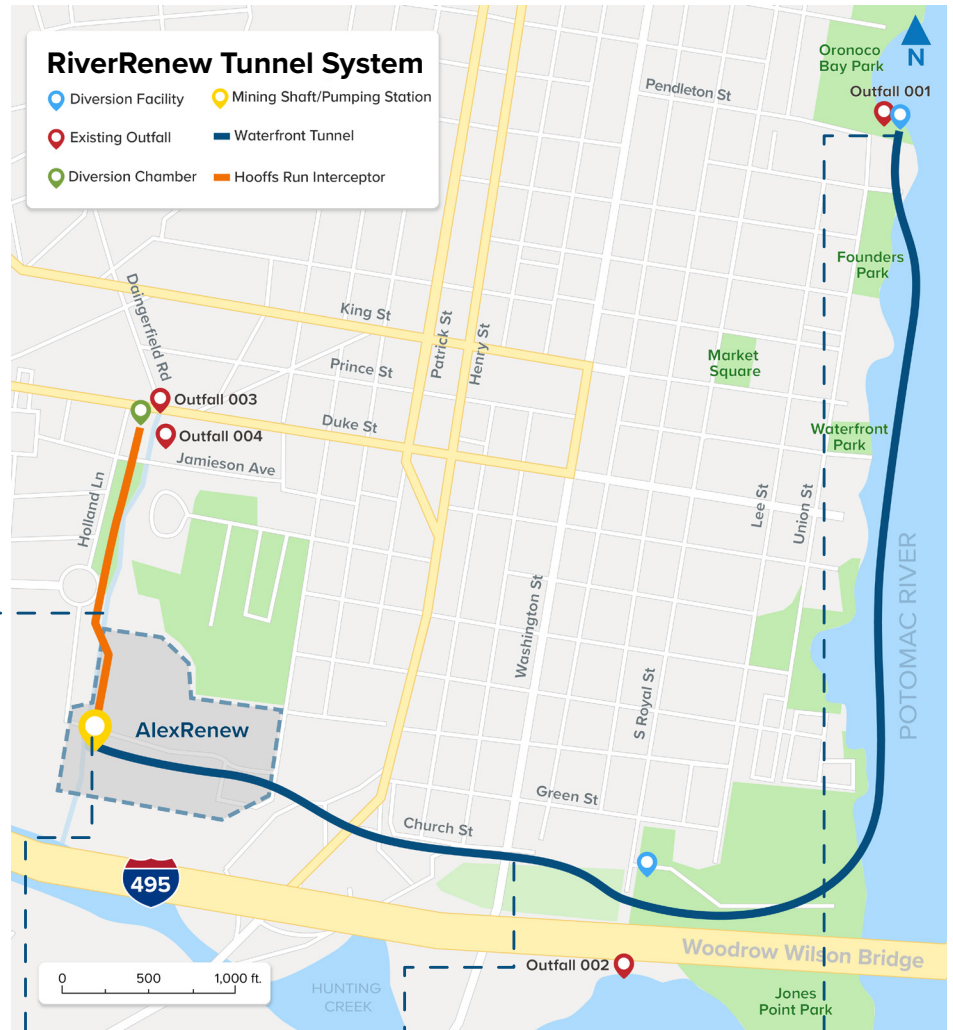 RiverRenew Tunnel System
Diversion Facility
Mining Shaft/Pumping Station
Existing Outfall
Waterfront Tunnel
Diversion Chamber
Hooffs Run Interceptor
N
Oronoco
Bay Park
Outfall 001
Pendleton St
Founders
Park
Daingerfield Rd
King St
Patrick St
Henry St
Prince St
Market
Square
Outfall 003
Duke St
Outfall 004
Waterfront
Park
Jamieson Ave
Holland Ln
Lee St
Union St
POTOMAC RIVER
Washington St
S Royal St
AlexRenew
Green St
Church St
495
Woodrow Wilson Bridge
Outfall 002
0 500 1,000 ft.
HUNTING
CREEK
Jones
Point Park